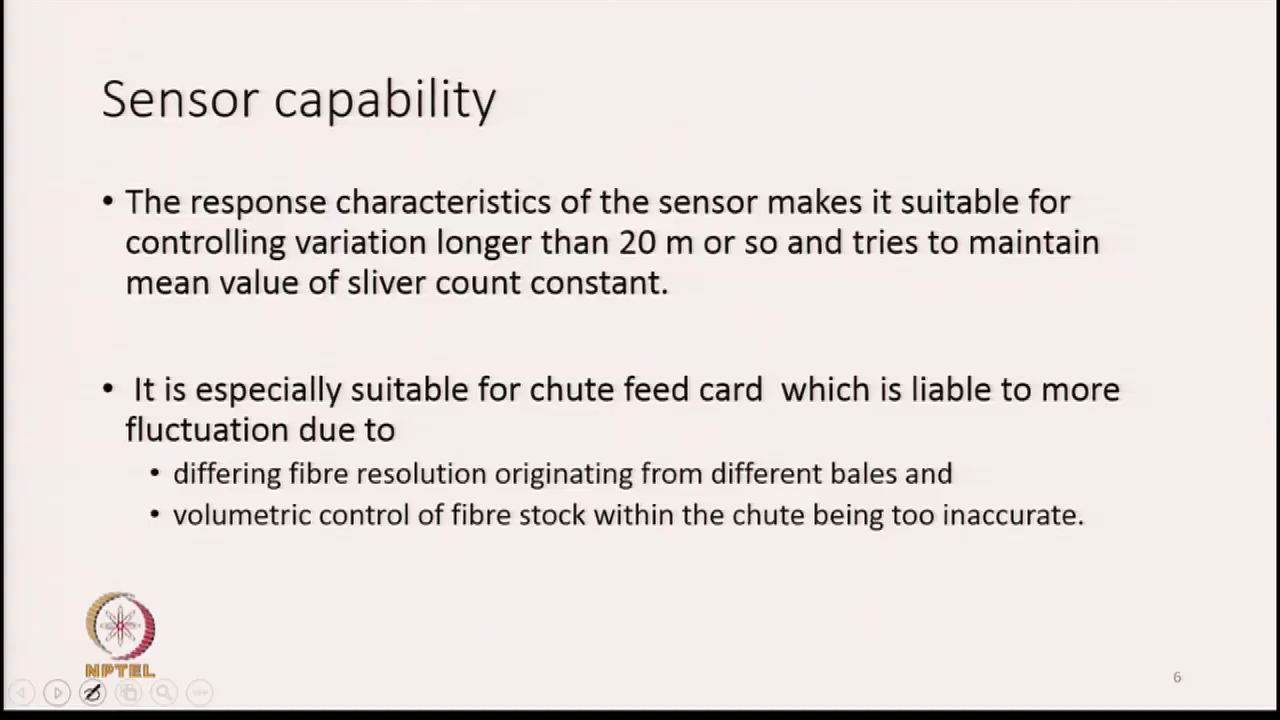 Sensor capability
• The response characteristics of the sensor makes it suitable for
controlling variation longer than 20 m or so and tries to maintain
mean value of sliver count constant.
• It is especially suitable for chute feed card which is liable to more
fluctuation due to
• differing fibre resolution originating from different bales and
• volumetric control of fibre stock within the chute being too inaccurate.
NPTEL
6